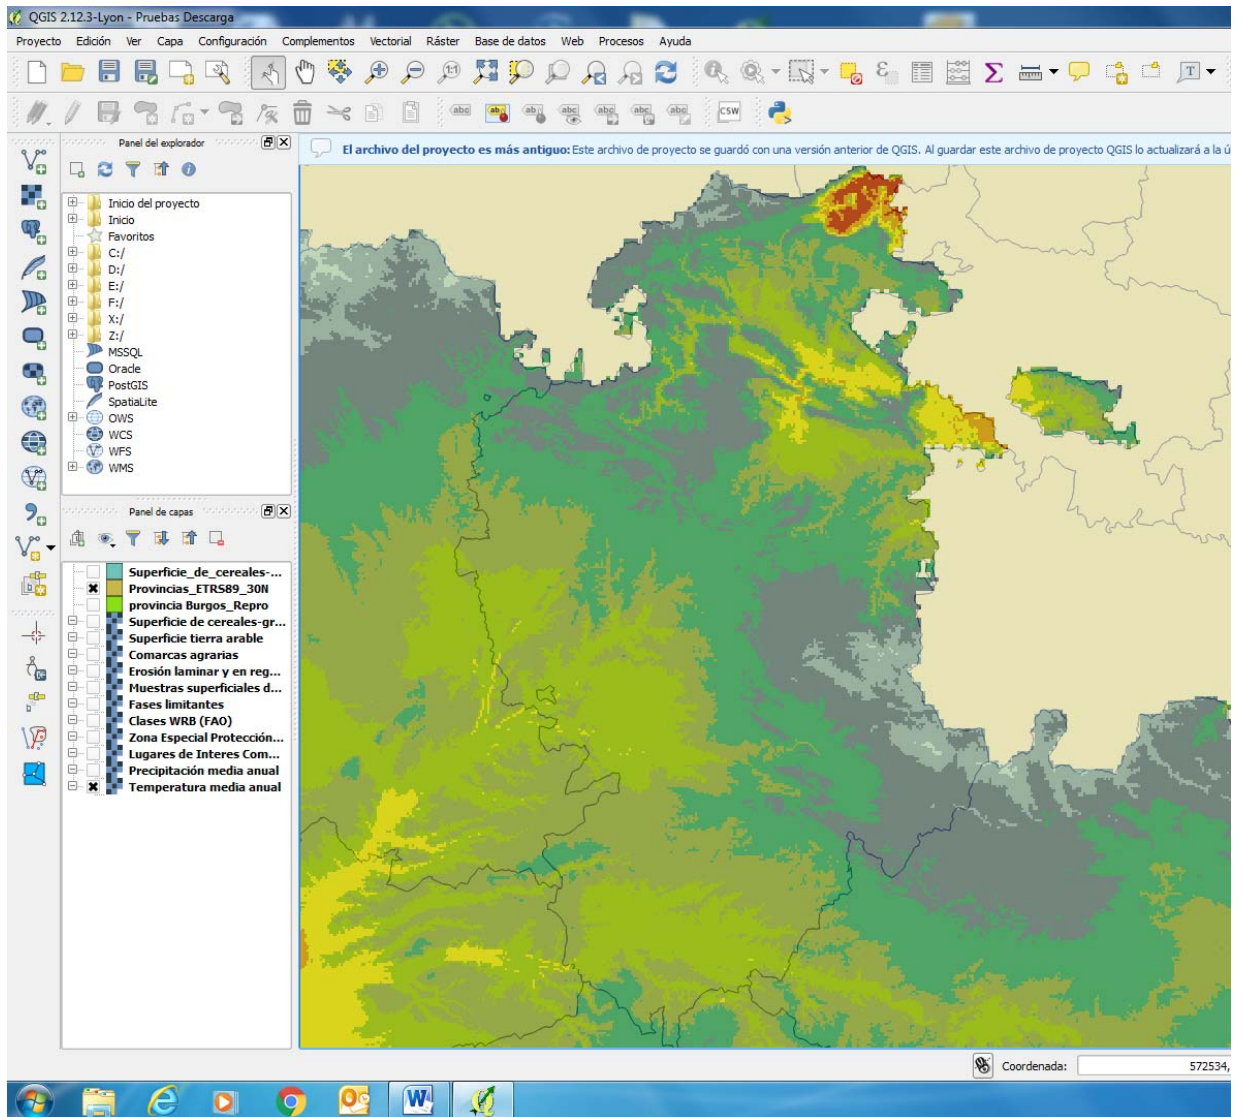 QGIS 2.12.3-Lyon - Pruebas Descarga
Proyecto Edición Ver Capa Configuración Complementos Vectorial Ráster Base de datos Web Procesos Ayuda
Panel del explorador
El archivo del proyecto es más antiguo: Este archivo de proyecto se guardó con una versión anterior de QGIS. Al guardar este archivo de proyecto QGIS lo actualizará a la ú
Inicio del proyecto
Inicio
Favoritos
C:/
D:/
E:/
F:/
X:/
Z:/
MSSQL
Oracle
PostGIS
SpatiaLite
OWS
WCS
WFS
WMS
Panel de capas
Superficie_de_cereales-...
Provincias_ETRS89_30N
provincia Burgos_Repro
Superficie de cereales-gr...
Superficie tierra arable
Comarcas agrarias
Erosión laminar y en reg...
Muestras superficiales d...
Fases limitantes
Clases WRB (FAO)
Zona Especial Protección...
Lugares de Interes Com...
Precipitación media anual
Temperatura media anual
Coordenada: 572534,